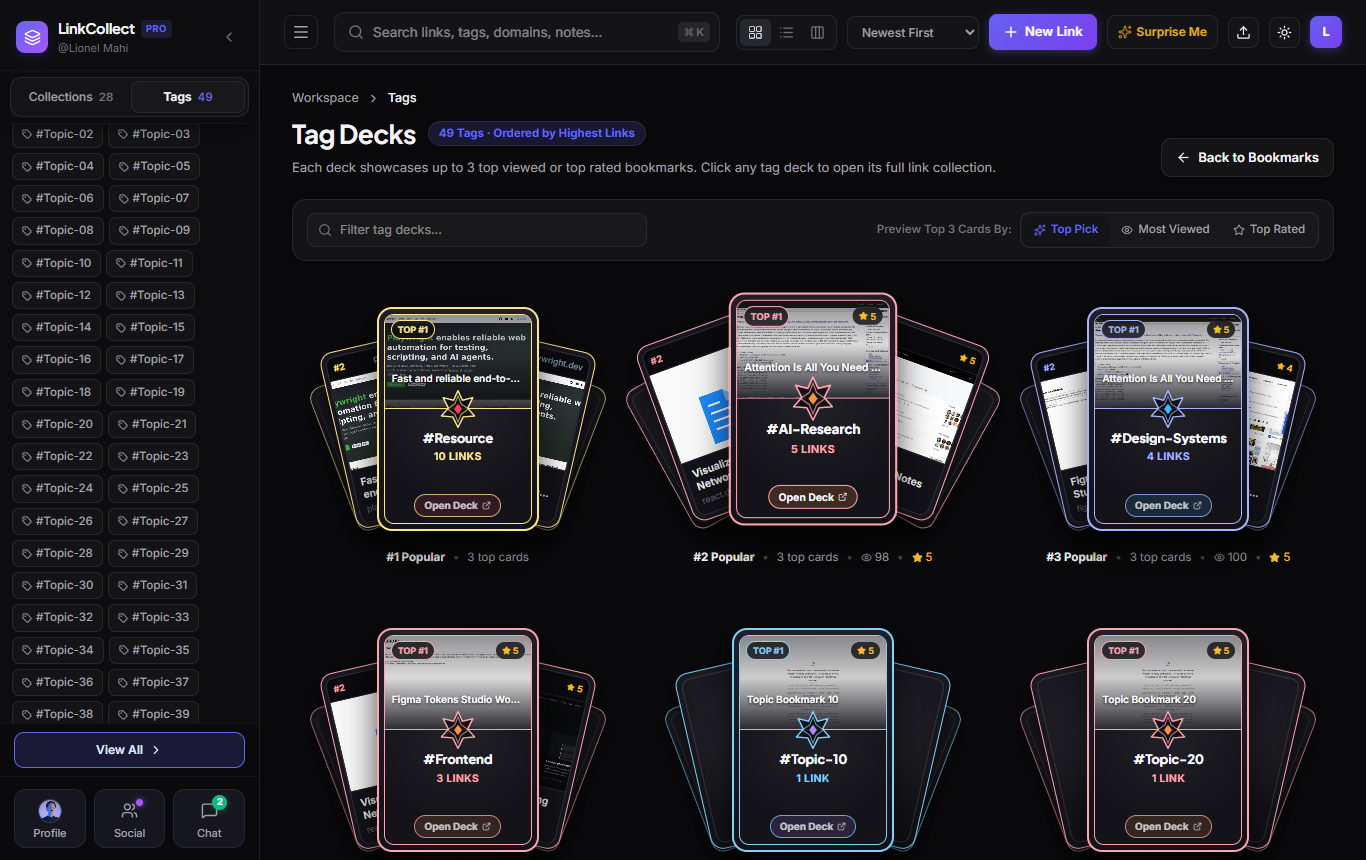 LinkCollect PRO
@Lionel Mahi
Search links, tags, domains, notes...
⌘ K
Newest First
New Link
Surprise Me
L
Collections 28
Tags 49
#Topic-02
#Topic-03
#Topic-04
#Topic-05
#Topic-06
#Topic-07
#Topic-08
#Topic-09
#Topic-10
#Topic-11
#Topic-12
#Topic-13
#Topic-14
#Topic-15
#Topic-16
#Topic-17
#Topic-18
#Topic-19
#Topic-20
#Topic-21
#Topic-22
#Topic-23
#Topic-24
#Topic-25
#Topic-26
#Topic-27
#Topic-28
#Topic-29
#Topic-30
#Topic-31
#Topic-32
#Topic-33
#Topic-34
#Topic-35
#Topic-36
#Topic-37
#Topic-38
#Topic-39
View All
Profile
Social
2
Chat
Workspace
Tags
Tag Decks
49 Tags · Ordered by Highest Links
Each deck showcases up to 3 top viewed or top rated bookmarks. Click any tag deck to open its full link collection.
Back to Bookmarks
Filter tag decks...
Preview Top 3 Cards By:
Top Pick
Most Viewed
Top Rated
#2
TOP #1
Playwright enables reliable web
automation for testing,
scripting, and AI agents.
Fast and reliable end-to-...
#Resource
10 LINKS
Open Deck
#1 Popular • 3 top cards
#2
TOP #1
5
5
Attention Is All You Need ...
#AI-Research
5 LINKS
Open Deck
Notes
#2 Popular • 3 top cards • 98 • 5
#2
TOP #1
5
4
Attention Is All You Need ...
#Design-Systems
4 LINKS
Open Deck
#3 Popular • 3 top cards • 100 • 5
#2
TOP #1
5
5
Figma Tokens Studio Wo...
#Frontend
3 LINKS
Open Deck
TOP #1
5
Topic Bookmark 10
#Topic-10
1 LINK
Open Deck
TOP #1
5
Topic Bookmark 20
#Topic-20
1 LINK
Open Deck